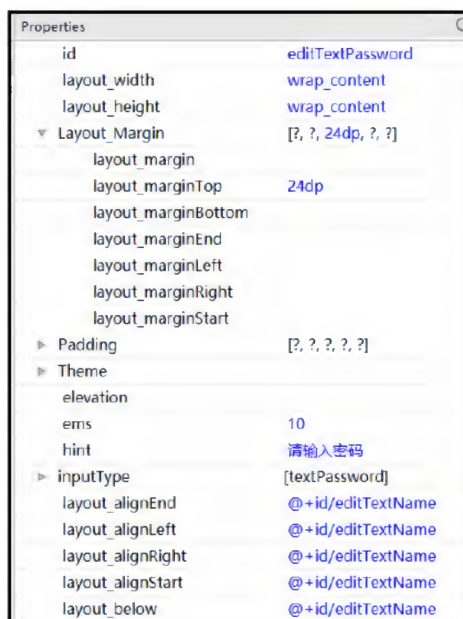 Properties
id editTextPassword
layout_width wrap_content
layout_height wrap_content
Layout_Margin [?, ?, 24dp, ?, ?]
layout_margin
layout_marginTop 24dp
layout_marginBottom
layout_marginEnd
layout_marginLeft
layout_marginRight
layout_marginStart
Padding [?, ?, ?, ?, ?]
Theme
elevation
ems 10
hint 请输入密码
inputType [textPassword]
layout_alignEnd @+id/editTextName
layout_alignLeft @+id/editTextName
layout_alignRight @+id/editTextName
layout_alignStart @+id/editTextName
layout_below @+id/editTextName